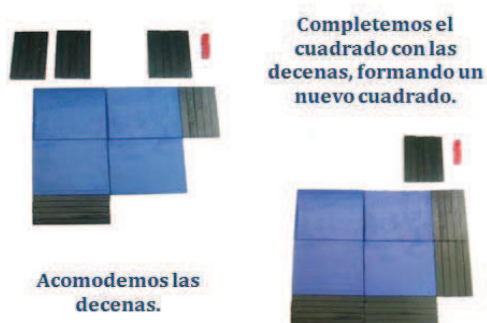 Completemos el
cuadrado con las
decenas, formando un
nuevo cuadrado.
Acomodemos las
decenas.